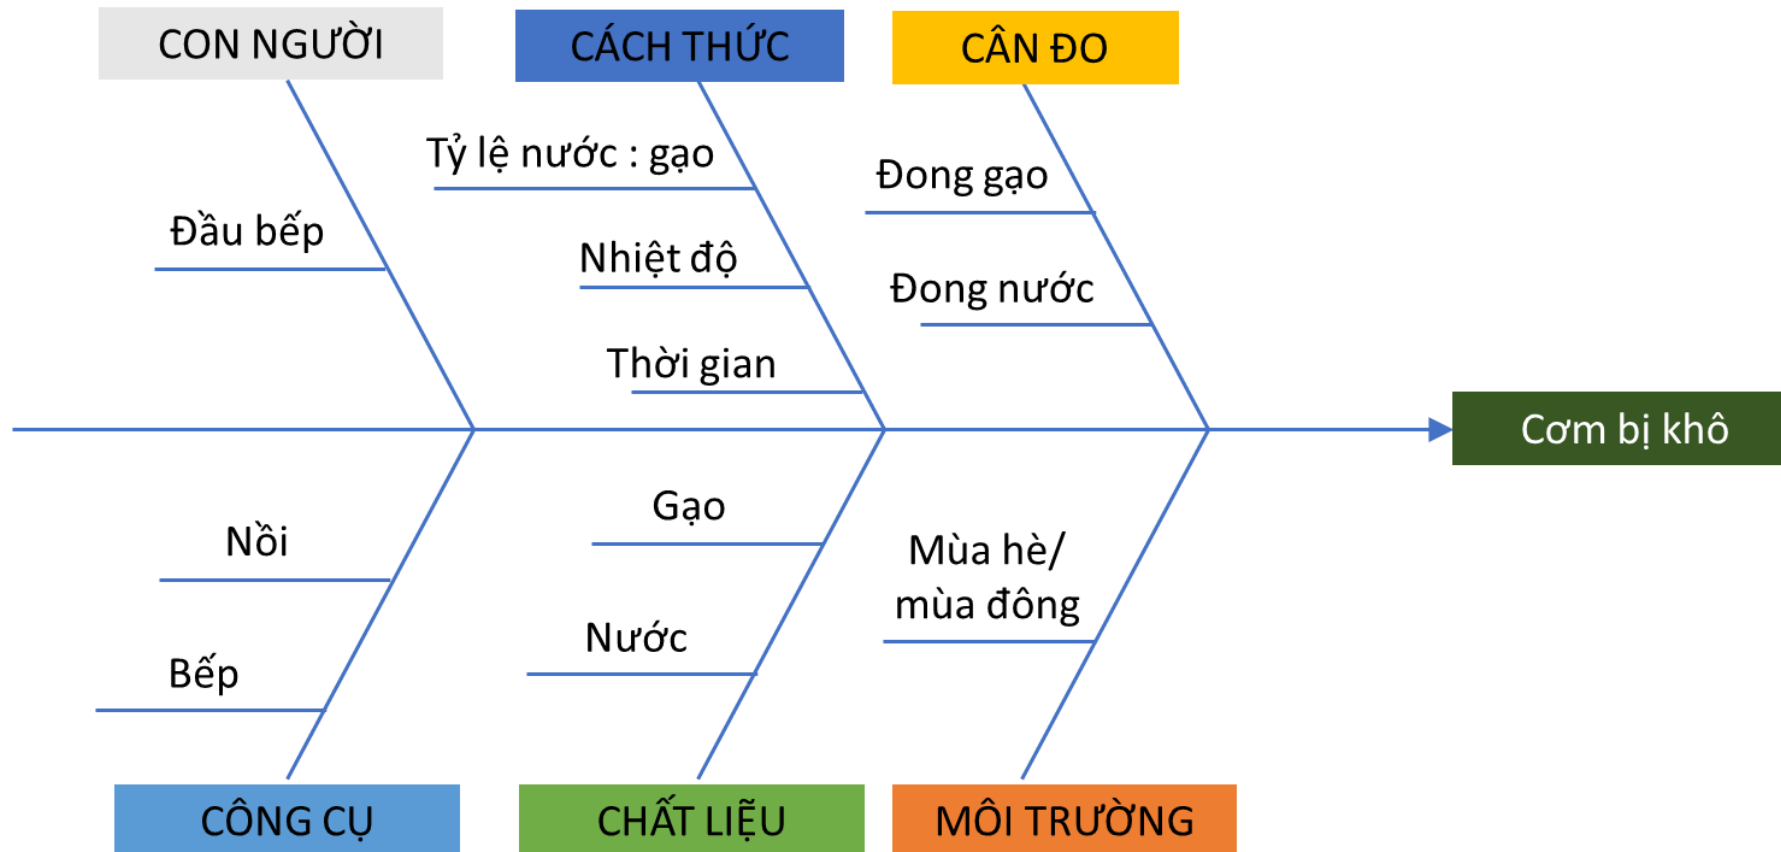 CON NGƯỜI
CÁCH THỨC
CÂN ĐO
Tỷ lệ nước : gạo
Đong gạo
Đầu bếp
Nhiệt độ
Đong nước
Thời gian
Cơm bị khô
Gạo
Nồi
Mùa hè/
mùa đông
Nước
Bếp
CÔNG CỤ
CHẤT LIỆU
MÔI TRƯỜNG